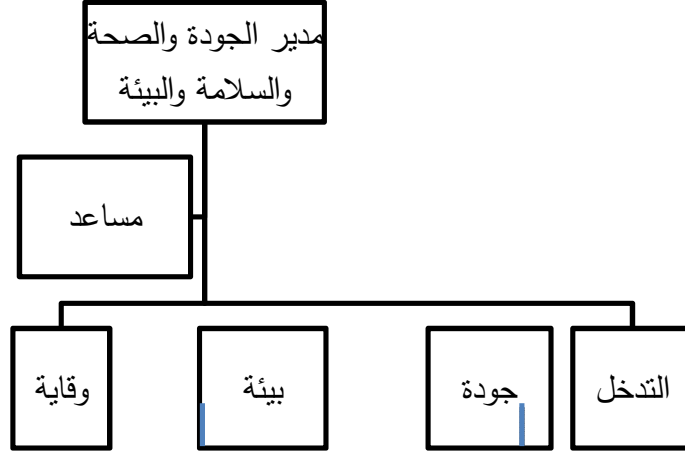 مدير الجودة والصحة
والسلامة والبيئة
مساعد
التدخل
جودة
بيئة
وقاية